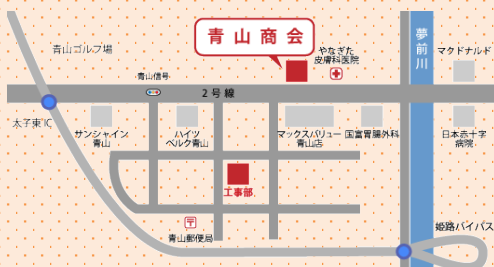 青山商会
夢前川
マクドナルド
青山ゴルフ場
やなぎた
皮膚科医院
青山信号
2号線
太子東IC
サンシャイン
青山
ハイツ
ベルク青山
マックスバリュー
青山店
国富胃腸外科
日本赤十字
病院
工事部
青山郵便局
姫路バイパス